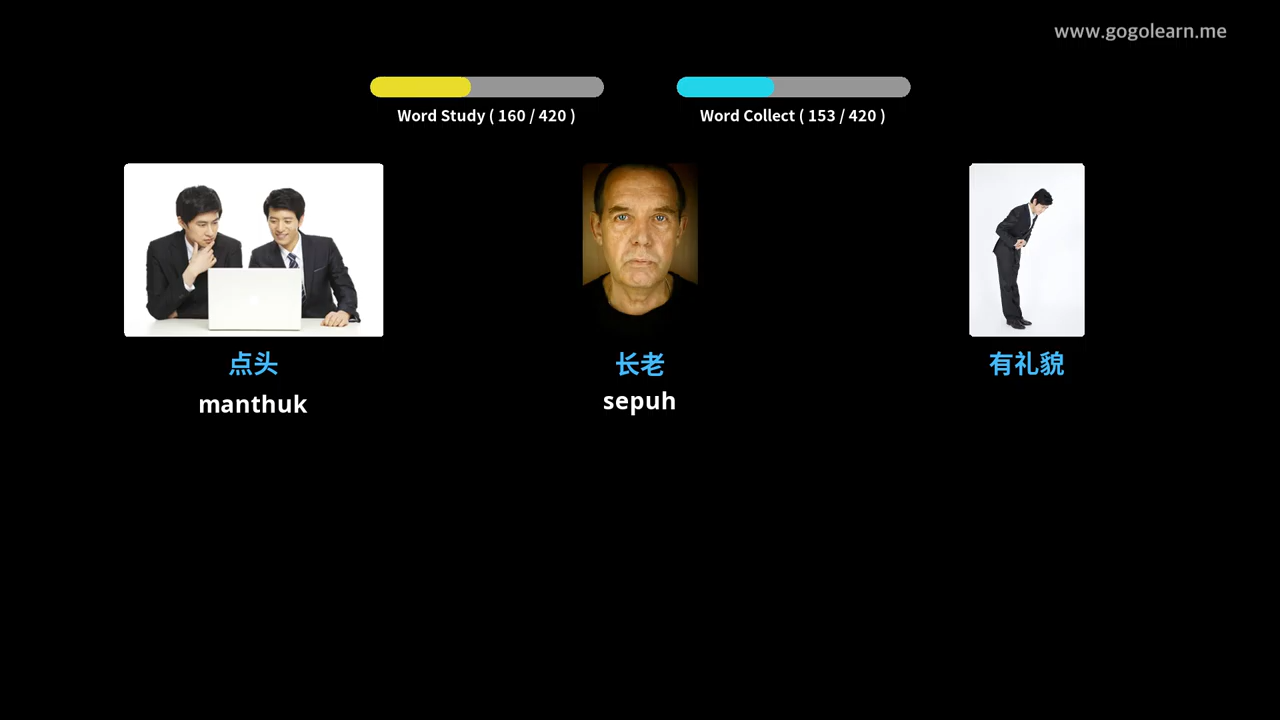 www.gogolearn.me
Word Study ( 160 / 420 )
Word Collect ( 153 / 420 )
点头
长老
有礼貌
manthuk
sepuh